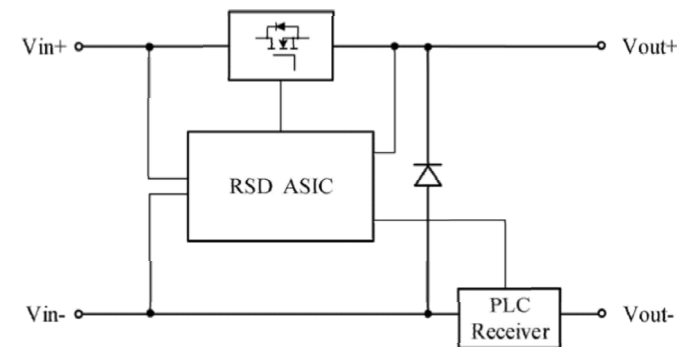 Vin+
Vout+
RSD ASIC
Vin-
PLC
Receiver
Vout-